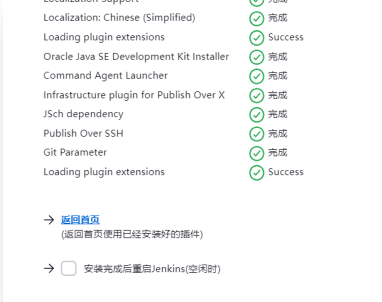 Localization Support 完成
Localization: Chinese (Simplified) 完成
Loading plugin extensions Success
Oracle Java SE Development Kit Installer 完成
Command Agent Launcher 完成
Infrastructure plugin for Publish Over X 完成
JSch dependency 完成
Publish Over SSH 完成
Git Parameter 完成
Loading plugin extensions Success
返回首页
(返回首页使用已经安装好的插件)
安装完成后重启Jenkins(空闲时)